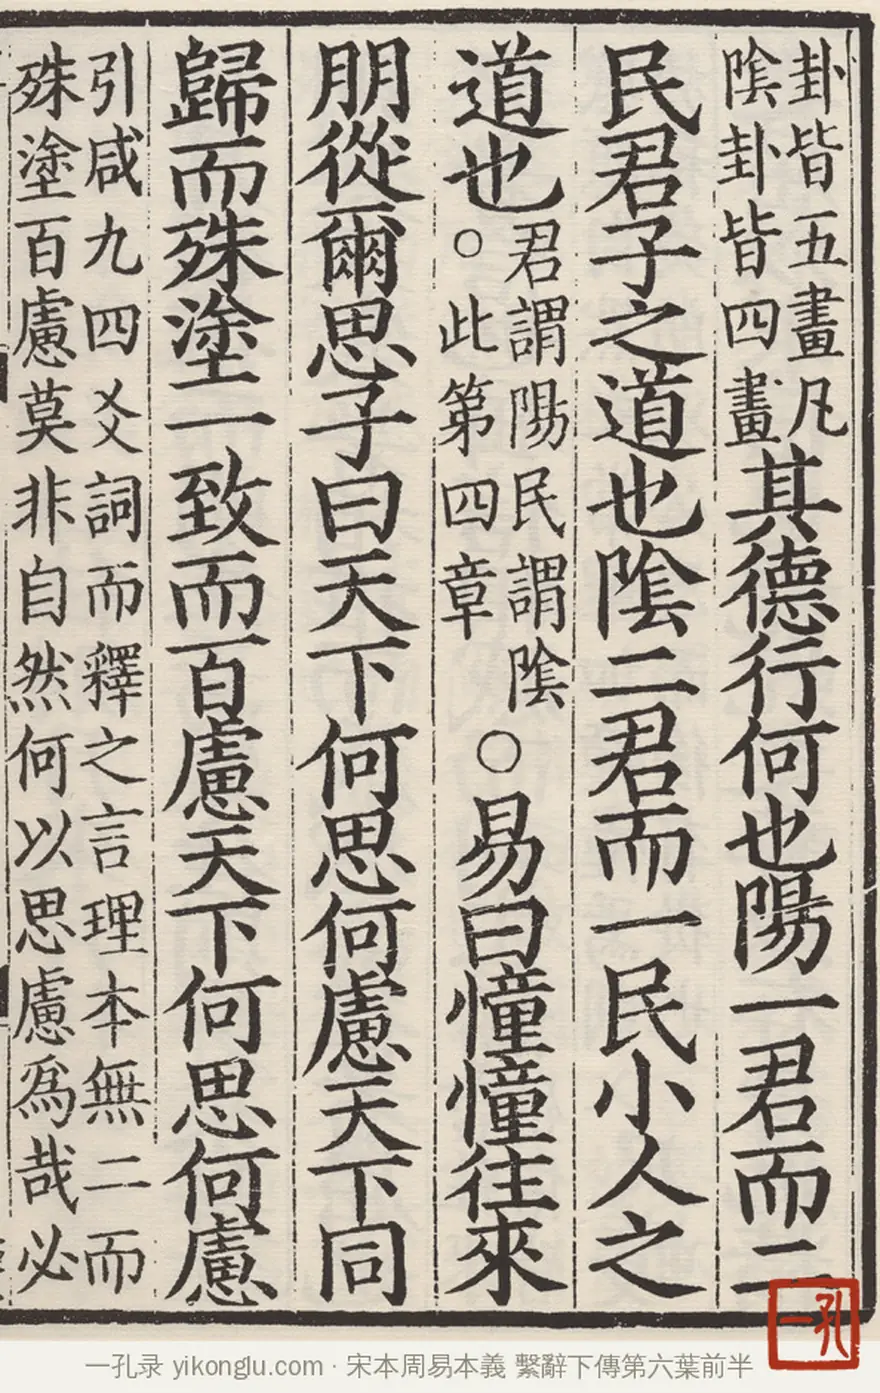 卦皆五畫凡
陰卦皆四畫
其德行何也陽一君而二
民君子之道也陰二君而一民小人之
道也
君謂陽民謂陰
○此第四章
○易曰憧憧往來
朋從爾思子曰天下何思何慮天下同
歸而殊塗一致而百慮天下何思何慮
引咸九四爻詞而釋之言理本無二而
殊塗百慮莫非自然何以思慮爲哉必
一孔
一孔录 yikonglu.com · 宋本周易本義 繫辭下傳第六葉前半